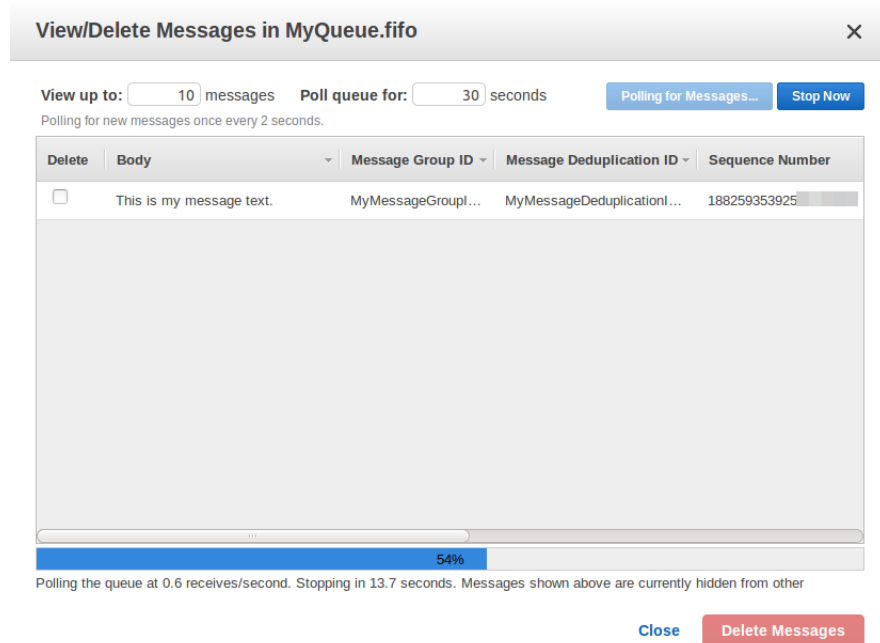 View/Delete Messages in MyQueue.fifo
View up to: 10 messages Poll queue for: 30 seconds Polling for Messages... Stop Now
Polling for new messages once every 2 seconds.
Delete Body Message Group ID Message Deduplication ID Sequence Number
This is my message text. MyMessageGroupI... MyMessageDeduplicationI... 188259353925
54%
Polling the queue at 0.6 receives/second. Stopping in 13.7 seconds. Messages shown above are currently hidden from other
Close Delete Messages